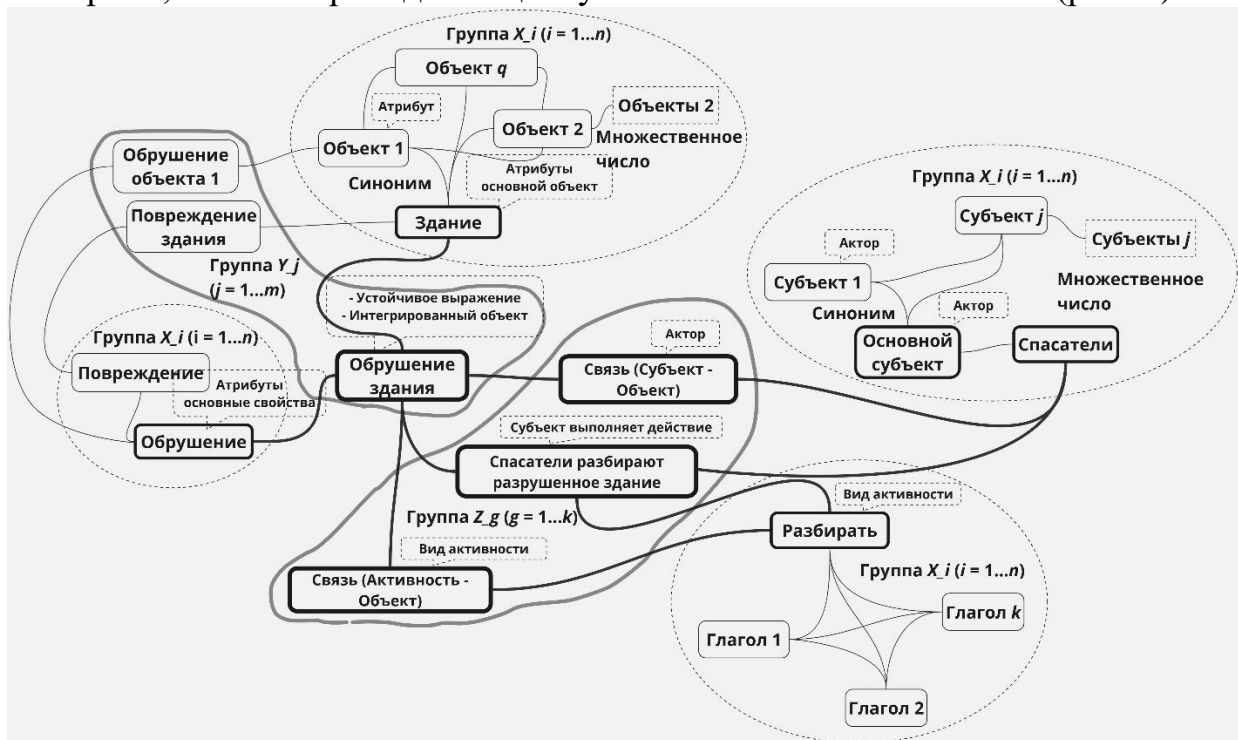 Группа X_i (i = 1...n)
Объект q
Атрибут
Объекты 2
Объект 1
Объект 2
Множественное
число
Обрушение
объекта 1
Синоним
Атрибуты
основной объект
Повреждение
здания
Здание
Группа Y_j
(j = 1...m)
- Устойчивое выражение
- Интегрированный объект
Группа X_i (i = 1...n)
Субъект j
Субъекты j
Актор
Субъект 1
Множественное
число
Синоним
Актор
Основной
субъект
Спасатели
Группа X_i (i = 1...n)
Повреждение
Атрибуты
основные свойства
Обрушение
Обрушение
здания
Актор
Связь (Субъект -
Объект)
Субъект выполняет действие
Спасатели разбирают
разрушенное здание
Группа Z_g (g = 1...k)
Вид активности
Связь (Активность -
Объект)
Вид активности
Разбирать
Группа X_i (i = 1...n)
Глагол k
Глагол 1
Глагол 2